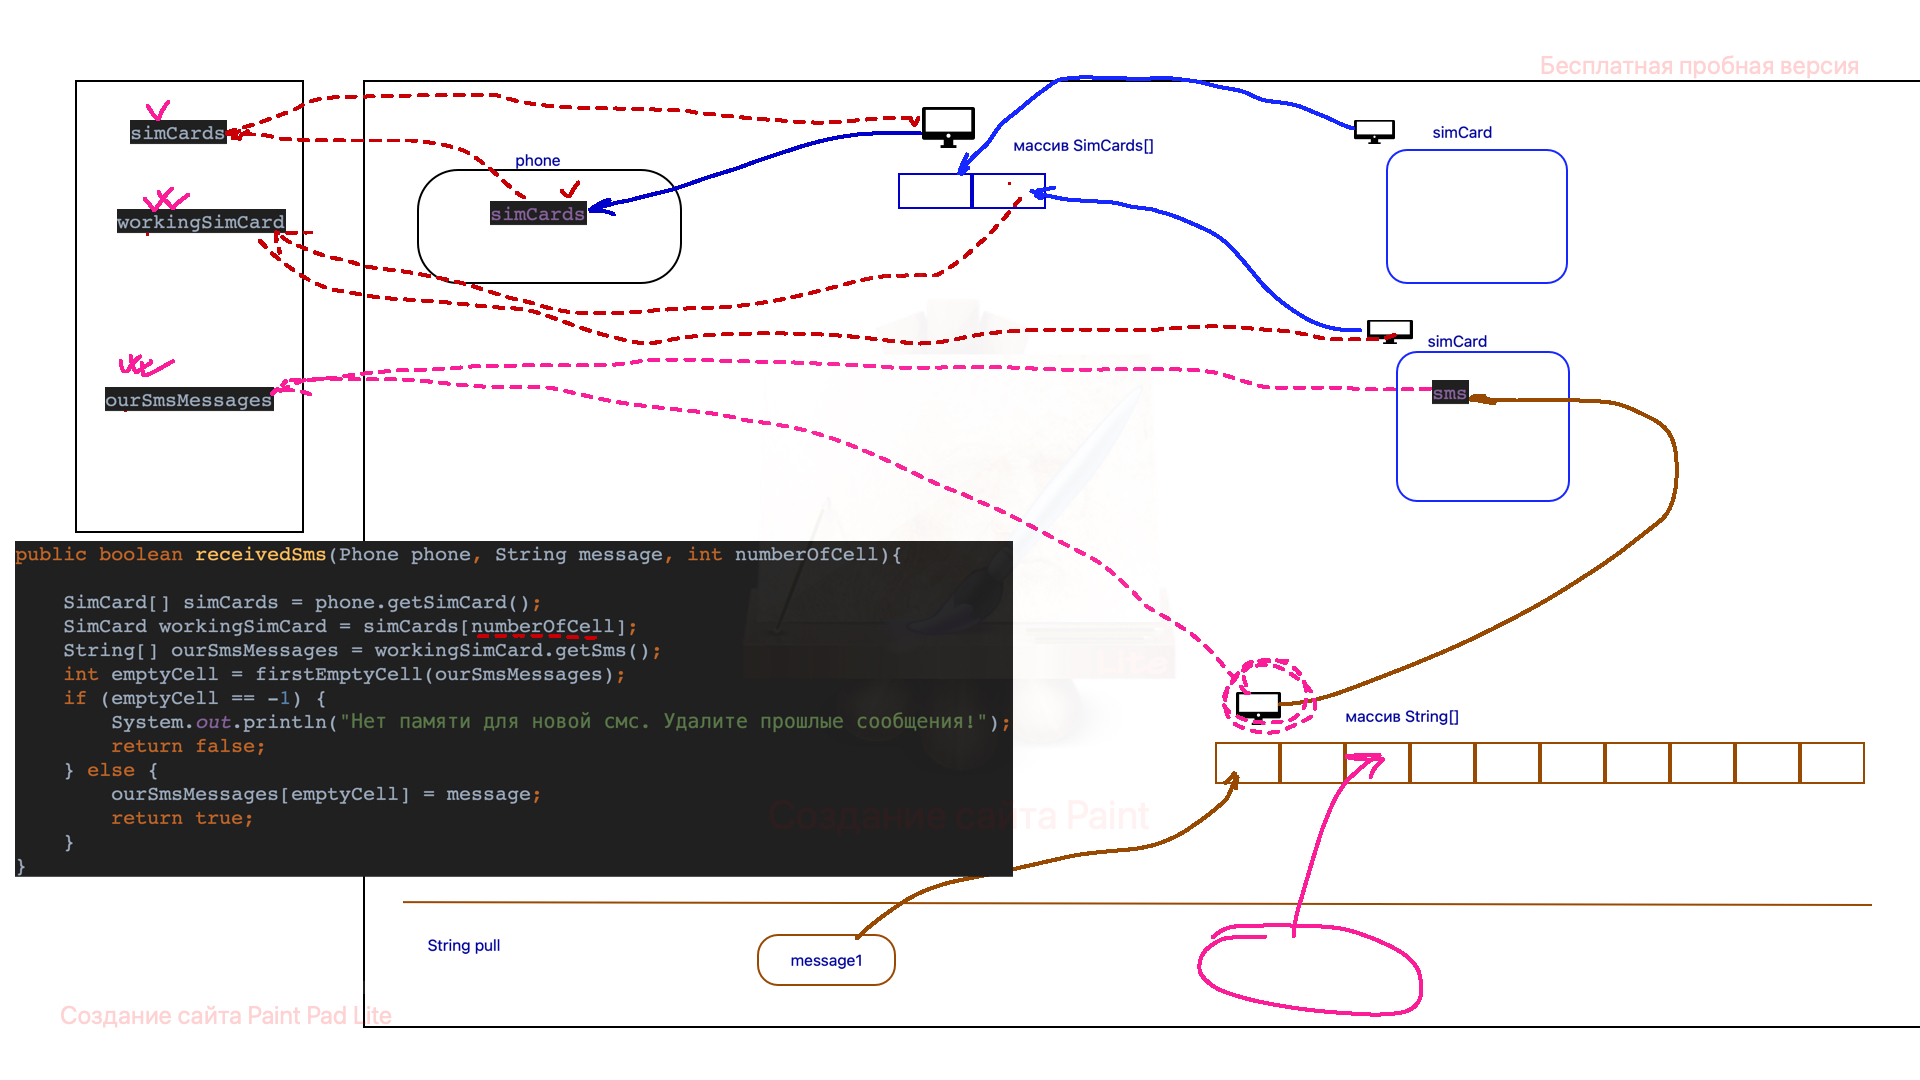 Бесплатная пробная версия
simCards
phone
simCards
массив SimCards[]
simCard
workingSimCard
simCard
ourSmsMessages
sms
public boolean receivedSms(Phone phone, String message, int numberOfCell){
SimCard[] simCards = phone.getSimCard();
SimCard workingSimCard = simCards[numberOfCell];
String[] ourSmsMessages = workingSimCard.getSms();
int emptyCell = firstEmptyCell(ourSmsMessages);
if (emptyCell == -1) {
System.out.println("Нет памяти для новой смс. Удалите прошлые сообщения!");
return false;
} else {
ourSmsMessages[emptyCell] = message;
return true;
}
}
массив String[]
Создание сайта Paint
String pull
message1
Создание сайта Paint Pad Lite